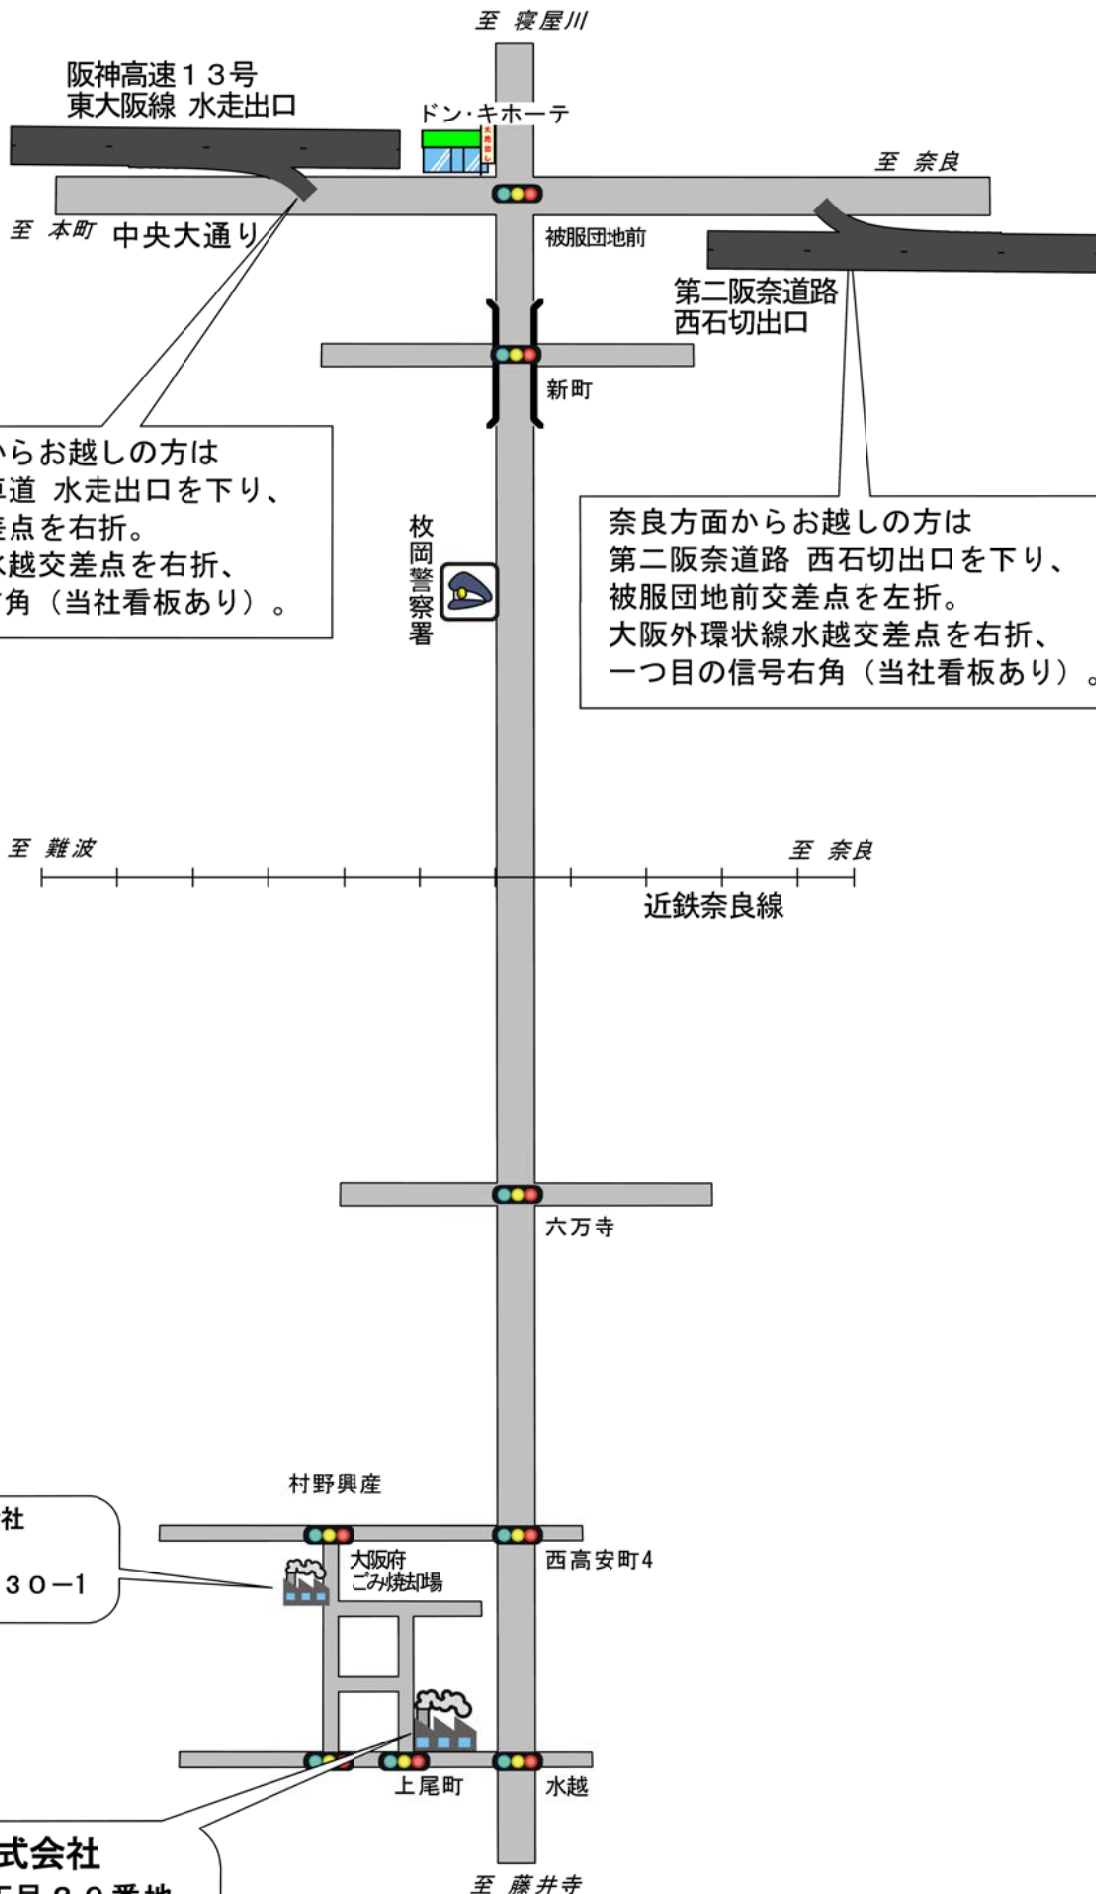 至 寝屋川
阪神高速１３号
東大阪線 水走出口
ドン・キホーテ
大売出し
至 奈良
至 本町
中央大通り
被服団地前
第二阪奈道路
西石切出口
新町
からお越しの方は
車道 水走出口を下り、
差点を右折。
水越交差点を右折、
右角（当社看板あり）。
枚岡警察署
奈良方面からお越しの方は
第二阪奈道路 西石切出口を下り、
被服団地前交差点を左折。
大阪外環状線水越交差点を右折、
一つ目の信号右角（当社看板あり）。
至 難波
至 奈良
近鉄奈良線
六万寺
村野興産
社
３０－１
大阪府
ごみ焼却場
西高安町4
上尾町
水越
式会社
至 藤井寺